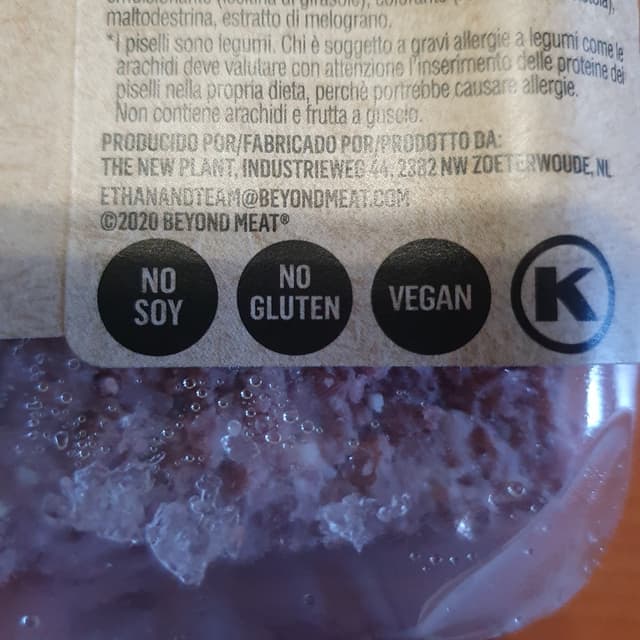 maltodestrina, estratto di melograno.
*I piselli sono legumi. Chi è soggetto a gravi allergie a legumi come le
arachidi deve valutare con attenzione l'inserimento delle proteine dei
piselli nella propria dieta, perchè portrebbe causare allergie.
Non contiene arachidi e frutta a guscio.
PRODUCIDO POR/FABRICADO POR/PRODOTTO DA:
THE NEW PLANT, INDUSTRIEWEG 44, 2382 NW ZOETERWOUDE, NL
ETHANANDTEAM@BEYONDMEAT.COM
©2020 BEYOND MEAT®
NO SOY
NO GLUTEN
VEGAN
K